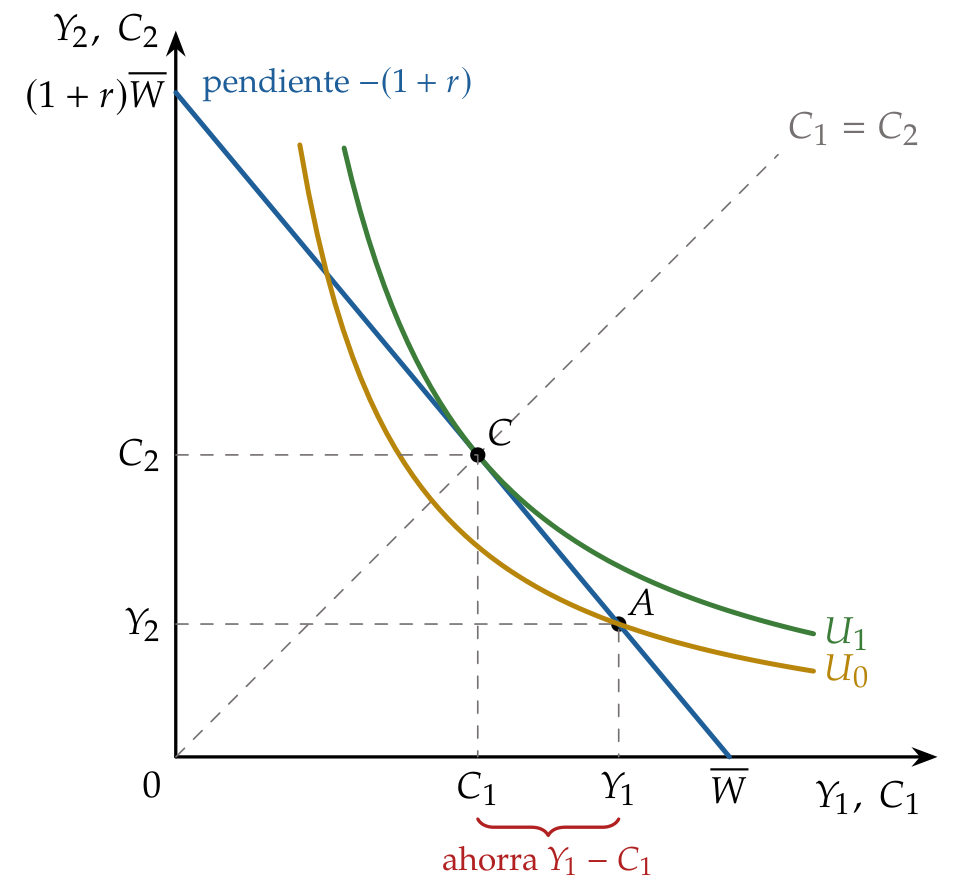 Y₂, C₂
(1 + r)W̅
pendiente −(1 + r)
C₁ = C₂
C
C₂
A
Y₂
U₁
U₀
0
C₁
Y₁
W̅
Y₁, C₁
ahorra Y₁ − C₁